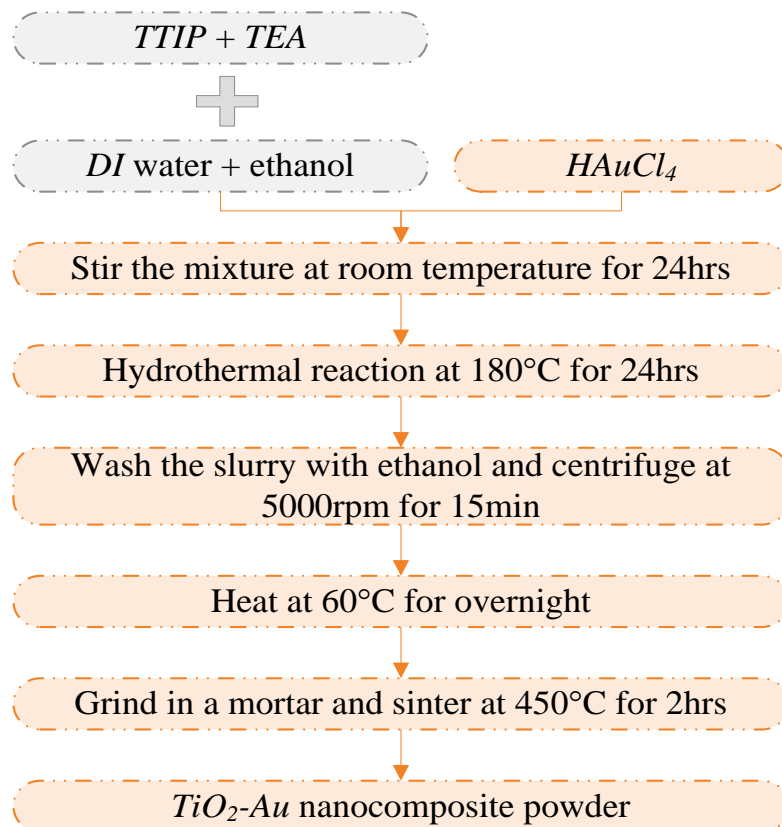 TTIP + TEA
DI water + ethanol
HAuCl₄
Stir the mixture at room temperature for 24hrs
Hydrothermal reaction at 180°C for 24hrs
Wash the slurry with ethanol and centrifuge at
5000rpm for 15min
Heat at 60°C for overnight
Grind in a mortar and sinter at 450°C for 2hrs
TiO₂-Au nanocomposite powder